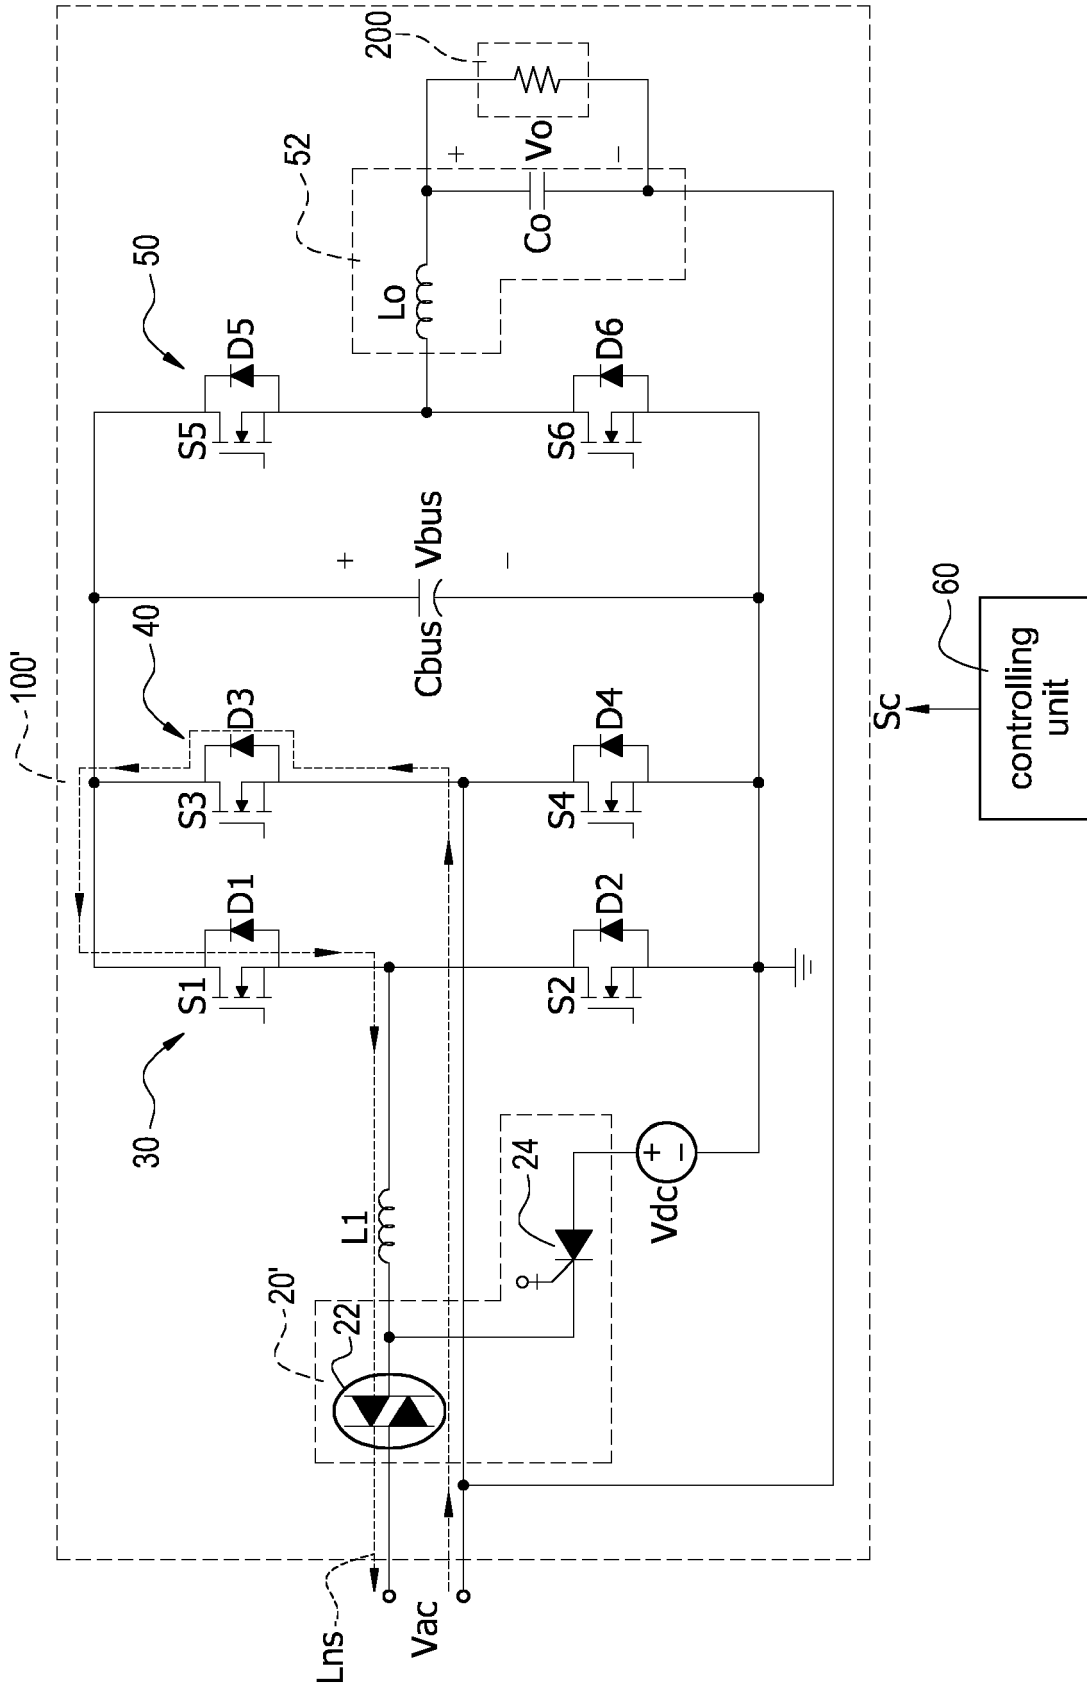 100'
30
40
50
52
200
S1
D1
S3
D3
S5
D5
20'
22
L1
Lns
Vac
Cbus
+
Vbus
−
Lo
Co
+
Vo
−
24
S2
D2
S4
D4
S6
D6
Vdc
+
−
Sc
60
controlling
unit